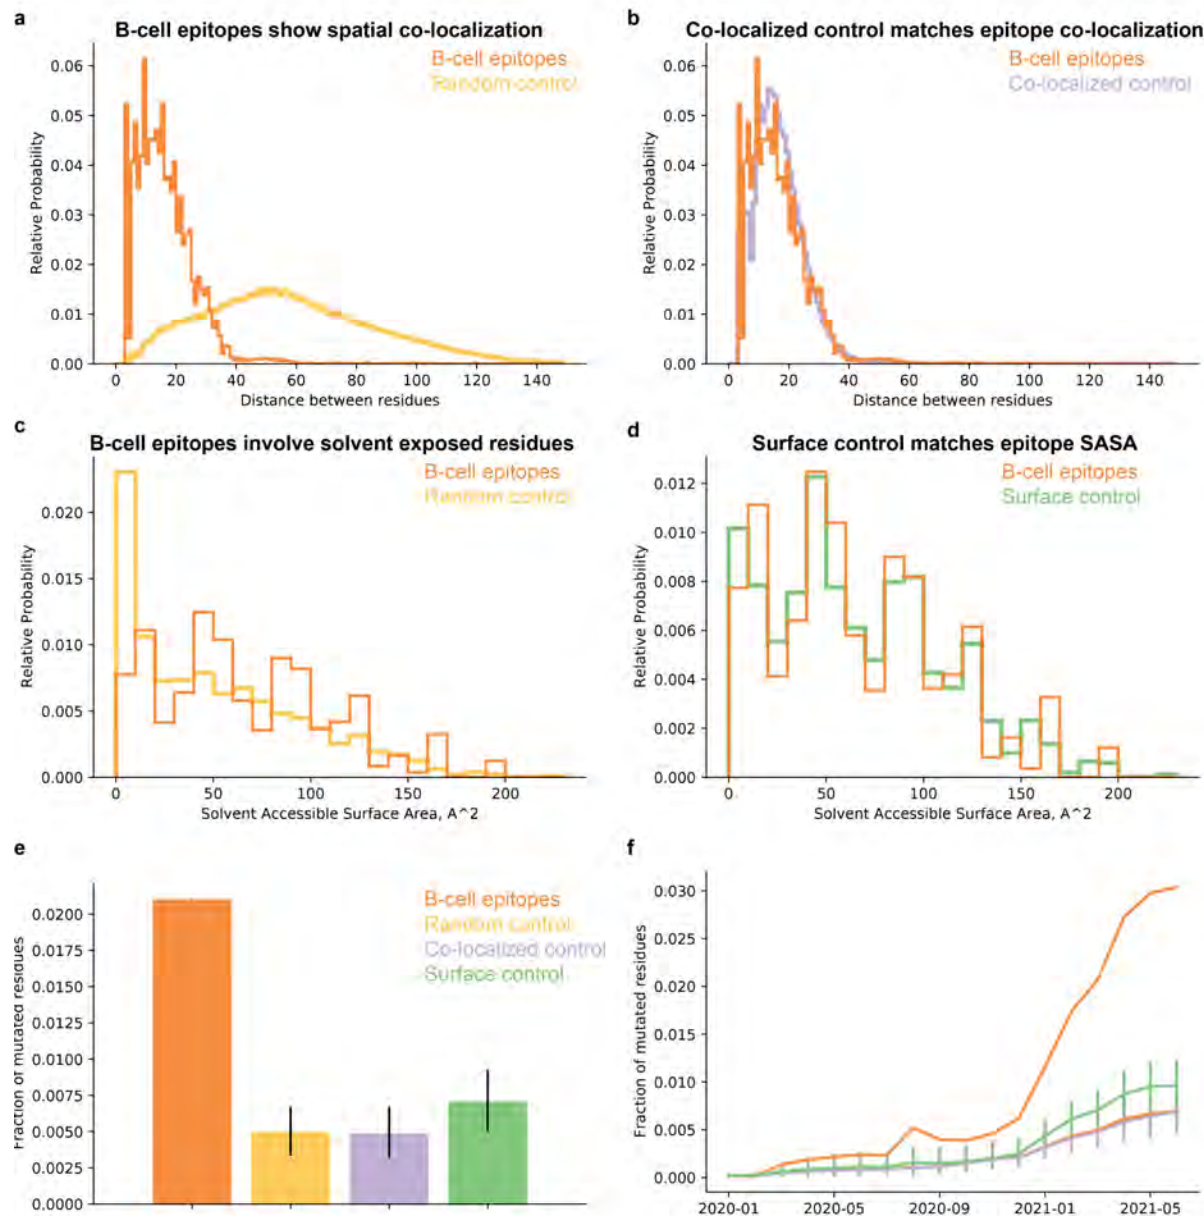 a
B-cell epitopes show spatial co-localization
B-cell epitopes
Random control
0.06
0.05
0.04
0.03
0.02
0.01
0.00
Relative Probability
0 20 40 60 80 100 120 140
Distance between residues
b
Co-localized control matches epitope co-localization
B-cell epitopes
Co-localized control
0.06
0.05
0.04
0.03
0.02
0.01
0.00
Relative Probability
0 20 40 60 80 100 120 140
Distance between residues
c
B-cell epitopes involve solvent exposed residues
B-cell epitopes
Random control
0.020
0.015
0.010
0.005
0.000
Relative Probability
0 50 100 150 200
Solvent Accessible Surface Area, A^2
d
Surface control matches epitope SASA
B-cell epitopes
Surface control
0.012
0.010
0.008
0.006
0.004
0.002
0.000
Relative Probability
0 50 100 150 200
Solvent Accessible Surface Area, A^2
e
B-cell epitopes
Random control
Co-localized control
Surface control
0.0200
0.0175
0.0150
0.0125
0.0100
0.0075
0.0050
0.0025
0.0000
Fraction of mutated residues
f
0.030
0.025
0.020
0.015
0.010
0.005
0.000
Fraction of mutated residues
2020-01 2020-05 2020-09 2021-01 2021-05